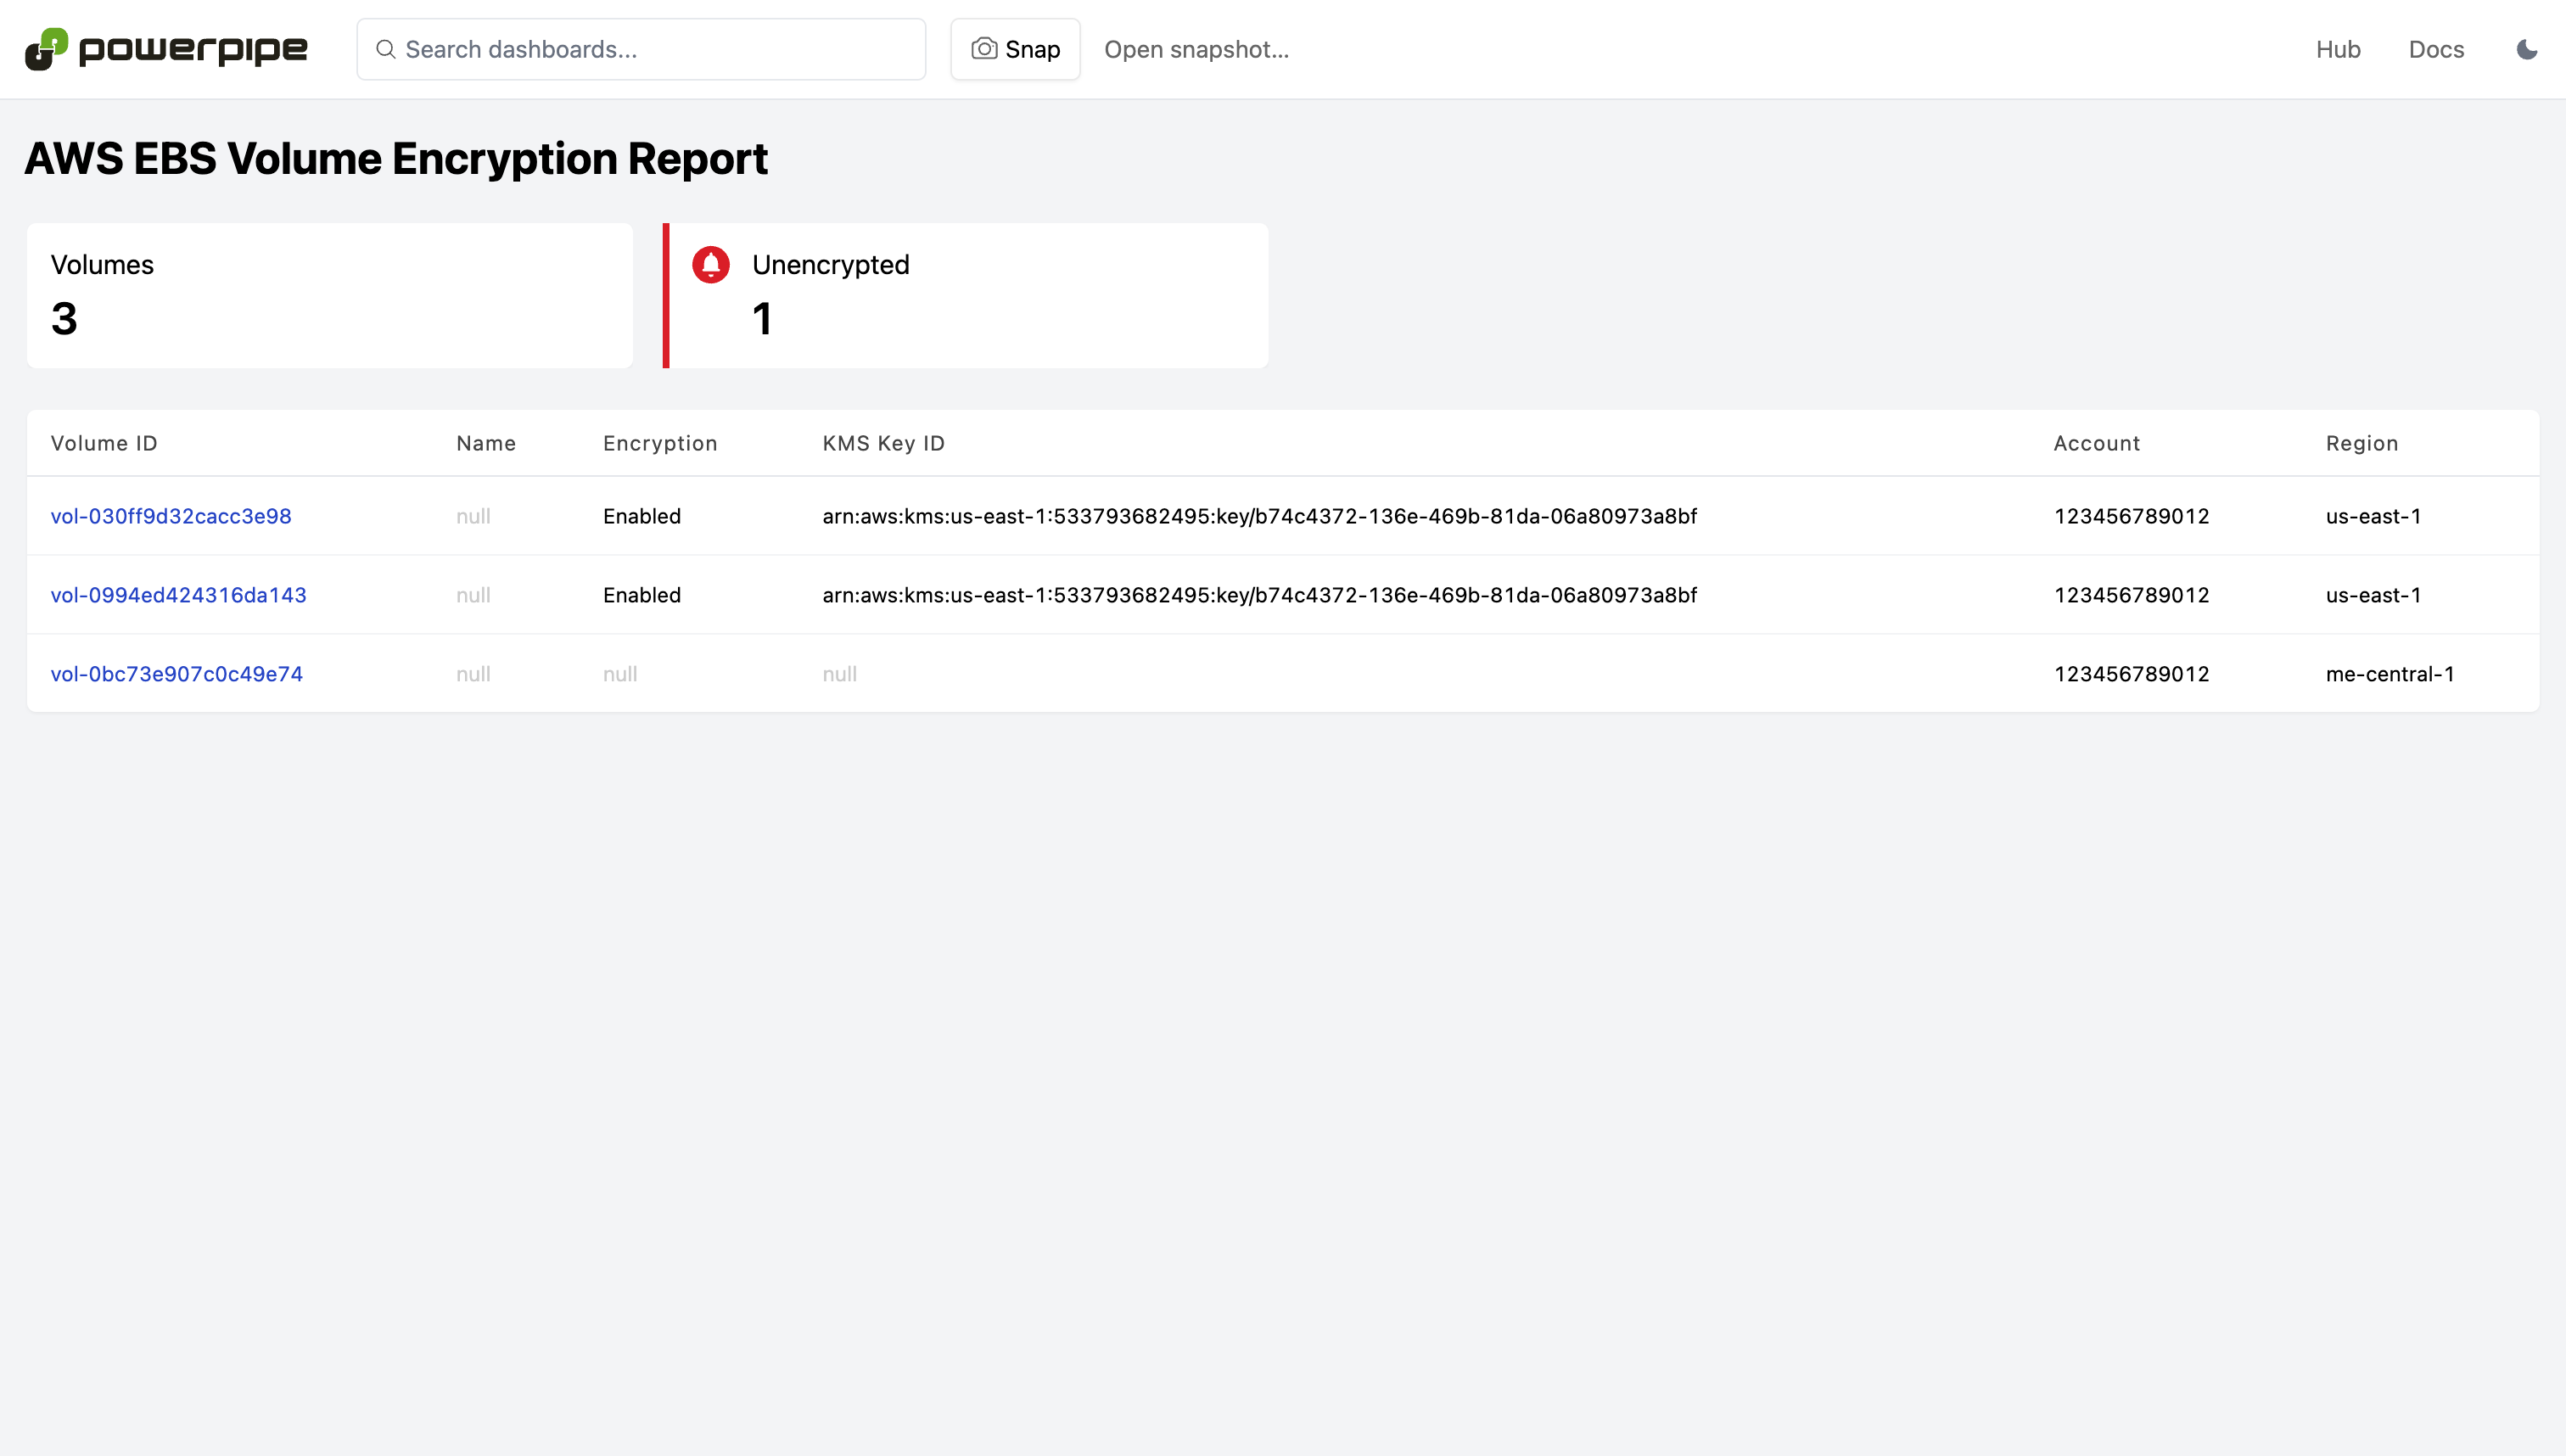 powerpipe Search dashboards... Snap Open snapshot... Hub Docs
AWS EBS Volume Encryption Report
Volumes Unencrypted
3 1
Volume ID Name Encryption KMS Key ID Account Region
vol-030ff9d32cacc3e98 null Enabled arn:aws:kms:us-east-1:533793682495:key/b74c4372-136e-469b-81da-06a80973a8bf 123456789012 us-east-1
vol-0994ed424316da143 null Enabled arn:aws:kms:us-east-1:533793682495:key/b74c4372-136e-469b-81da-06a80973a8bf 123456789012 us-east-1
vol-0bc73e907c0c49e74 null null null 123456789012 me-central-1